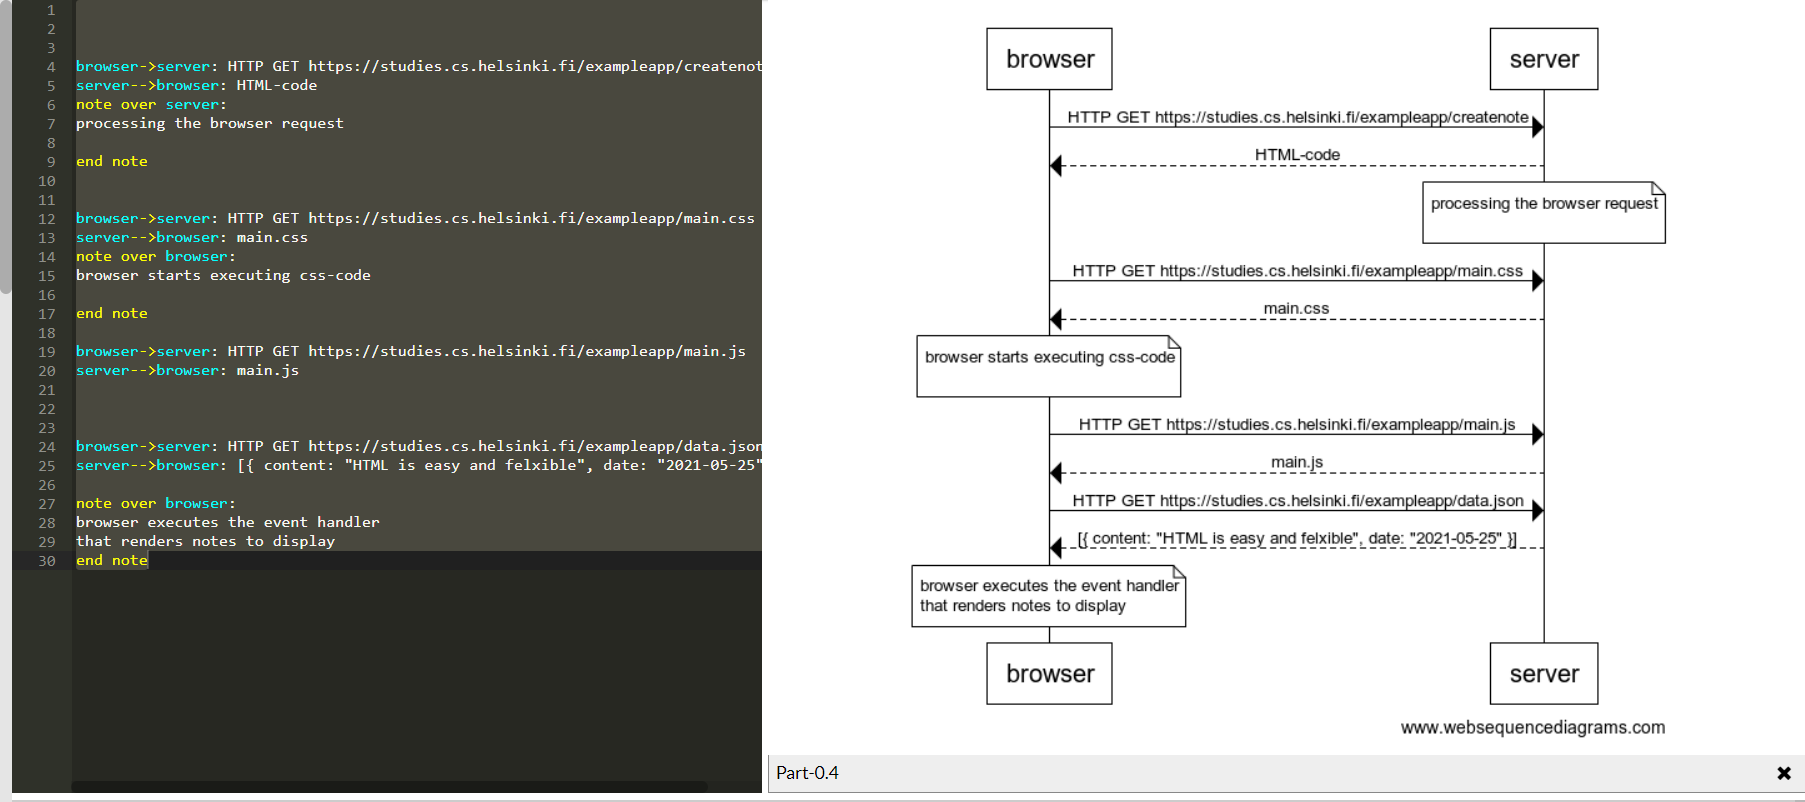 1
2
3
4 browser->server: HTTP GET https://studies.cs.helsinki.fi/exampleapp/createnot
5 server-->browser: HTML-code
6 note over server:
7 processing the browser request
8
9 end note
10
11
12 browser->server: HTTP GET https://studies.cs.helsinki.fi/exampleapp/main.css
13 server-->browser: main.css
14 note over browser:
15 browser starts executing css-code
16
17 end note
18
19 browser->server: HTTP GET https://studies.cs.helsinki.fi/exampleapp/main.js
20 server-->browser: main.js
21
22
23
24 browser->server: HTTP GET https://studies.cs.helsinki.fi/exampleapp/data.json
25 server-->browser: [{ content: "HTML is easy and felxible", date: "2021-05-25"
26
27 note over browser:
28 browser executes the event handler
29 that renders notes to display
30 end note
browser server
HTTP GET https://studies.cs.helsinki.fi/exampleapp/createnote
HTML-code
processing the browser request
HTTP GET https://studies.cs.helsinki.fi/exampleapp/main.css
main.css
browser starts executing css-code
HTTP GET https://studies.cs.helsinki.fi/exampleapp/main.js
main.js
HTTP GET https://studies.cs.helsinki.fi/exampleapp/data.json
[{ content: "HTML is easy and felxible", date: "2021-05-25" }]
browser executes the event handler
that renders notes to display
browser server
www.websequencediagrams.com
Part-0.4